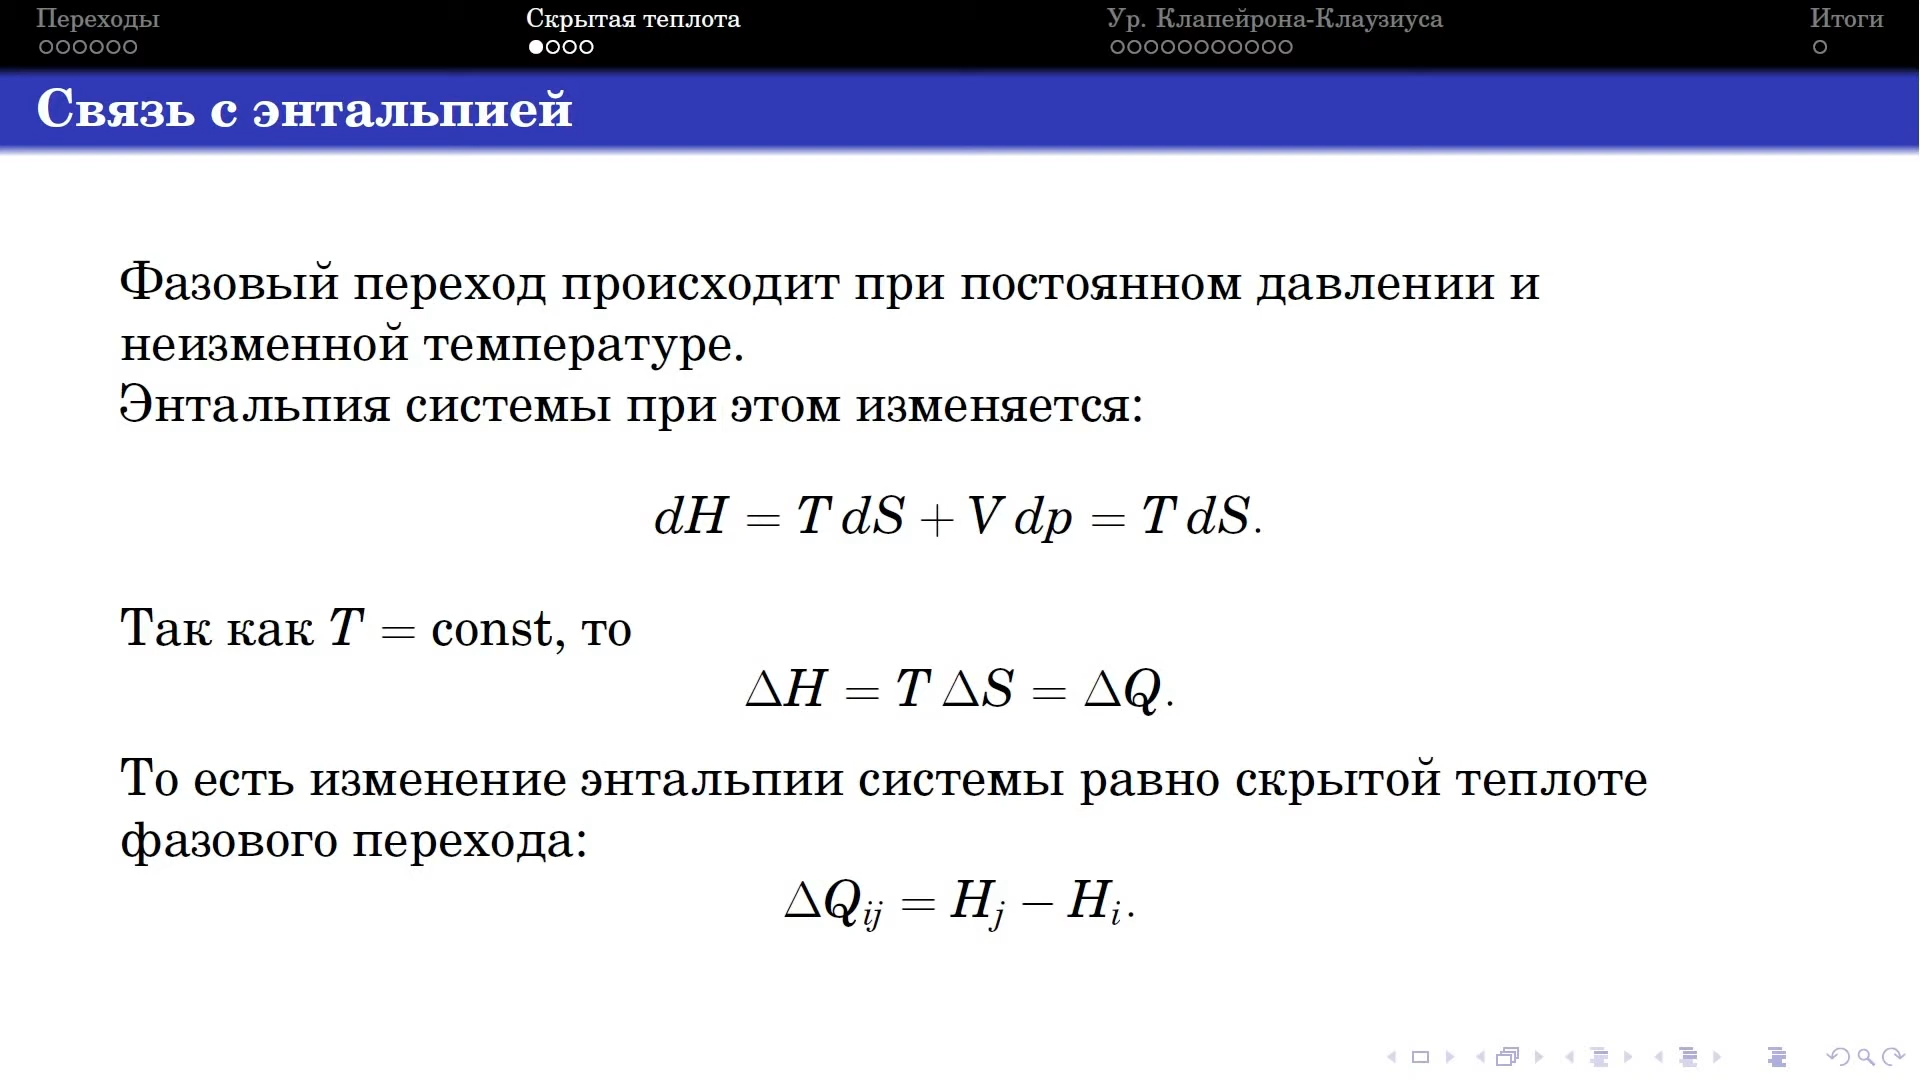 Переходы
Скрытая теплота
Ур. Клапейрона-Клаузиуса
Итоги
Связь с энтальпией
Фазовый переход происходит при постоянном давлении и
неизменной температуре.
Энтальпия системы при этом изменяется:
dH = T dS + V dp = T dS.
Так как T = const, то
ΔH = T ΔS = ΔQ.
То есть изменение энтальпии системы равно скрытой теплоте
фазового перехода:
ΔQ_{ij} = H_j − H_i.